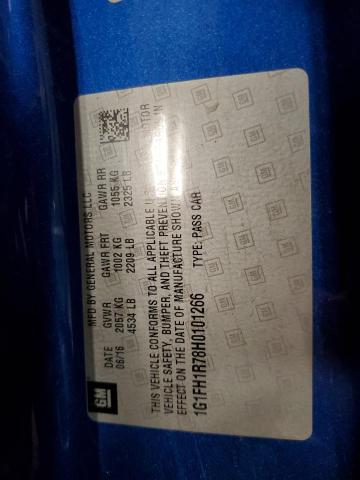 GM
MFD BY GENERAL MOTORS LLC
DATE GVWR GAWR FRT GAWR RR
06/16 2057 KG 1002 KG 1055 KG
4534 LB 2209 LB 2325 LB
THIS VEHICLE CONFORMS TO ALL APPLICABLE U.S. MOTOR
VEHICLE SAFETY, BUMPER, AND THEFT PREVENTION IN
EFFECT ON THE DATE OF MANUFACTURE SHOWN
1G1FH1R78H0101266 TYPE: PASS CAR